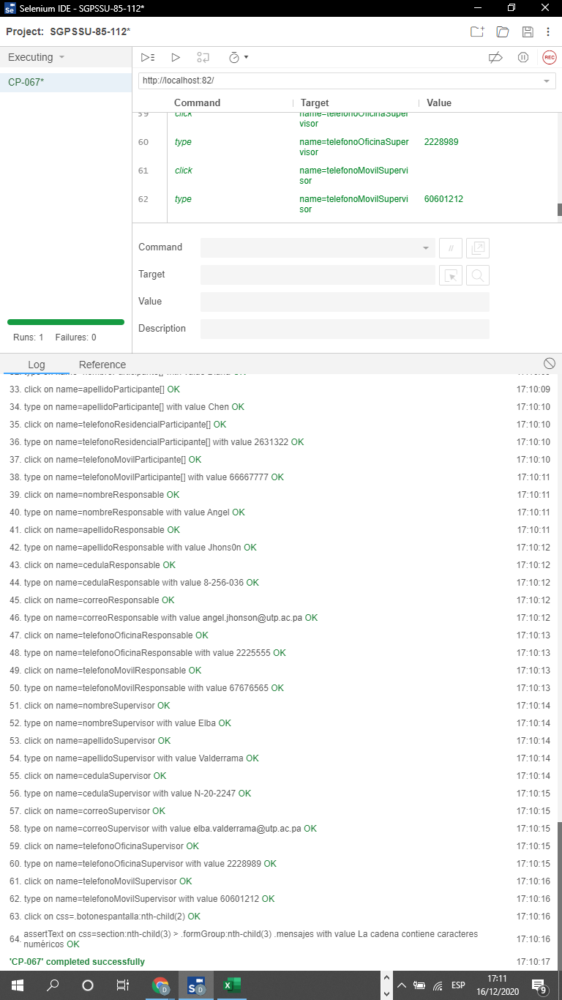 Selenium IDE - SGPSSU-85-112*
Project: SGPSSU-85-112*
Executing
CP-067*
REC
http://localhost:82/
Command Target Value
59 click name=telefonoOficinaSuper
visor
60 type name=telefonoOficinaSuper 2228989
visor
61 click name=telefonoMovilSupervi
sor
62 type name=telefonoMovilSupervi 60601212
sor
Command //
Target
Value
Description
Runs: 1 Failures: 0
Log Reference
33. click on name=apellidoParticipante[] OK 17:10:09
34. type on name=apellidoParticipante[] with value Chen OK 17:10:10
35. click on name=telefonoResidencialParticipante[] OK 17:10:10
36. type on name=telefonoResidencialParticipante[] with value 2631322 OK 17:10:10
37. click on name=telefonoMovilParticipante[] OK 17:10:10
38. type on name=telefonoMovilParticipante[] with value 66667777 OK 17:10:11
39. click on name=nombreResponsable OK 17:10:11
40. type on name=nombreResponsable with value Angel OK 17:10:11
41. click on name=apellidoResponsable OK 17:10:11
42. type on name=apellidoResponsable with value Jhons0n OK 17:10:12
43. click on name=cedulaResponsable OK 17:10:12
44. type on name=cedulaResponsable with value 8-256-036 OK 17:10:12
45. click on name=correoResponsable OK 17:10:12
46. type on name=correoResponsable with value angel.jhonson@utp.ac.pa OK 17:10:12
47. click on name=telefonoOficinaResponsable OK 17:10:13
48. type on name=telefonoOficinaResponsable with value 2225555 OK 17:10:13
49. click on name=telefonoMovilResponsable OK 17:10:13
50. type on name=telefonoMovilResponsable with value 67676565 OK 17:10:13
51. click on name=nombreSupervisor OK 17:10:14
52. type on name=nombreSupervisor with value Elba OK 17:10:14
53. click on name=apellidoSupervisor OK 17:10:14
54. type on name=apellidoSupervisor with value Valderrama OK 17:10:14
55. click on name=cedulaSupervisor OK 17:10:14
56. type on name=cedulaSupervisor with value N-20-2247 OK 17:10:15
57. click on name=correoSupervisor OK 17:10:15
58. type on name=correoSupervisor with value elba.valderrama@utp.ac.pa OK 17:10:15
59. click on name=telefonoOficinaSupervisor OK 17:10:15
60. type on name=telefonoOficinaSupervisor with value 2228989 OK 17:10:15
61. click on name=telefonoMovilSupervisor OK 17:10:16
62. type on name=telefonoMovilSupervisor with value 60601212 OK 17:10:16
63. click on css=.botonespantalla:nth-child(2) OK 17:10:16
64. assertText on css=section:nth-child(3) > .formGroup:nth-child(3) .mensajes with value La cadena contiene caracteres
numéricos OK 17:10:16
'CP-067' completed successfully 17:10:17
ESP
17:11
16/12/2020
9